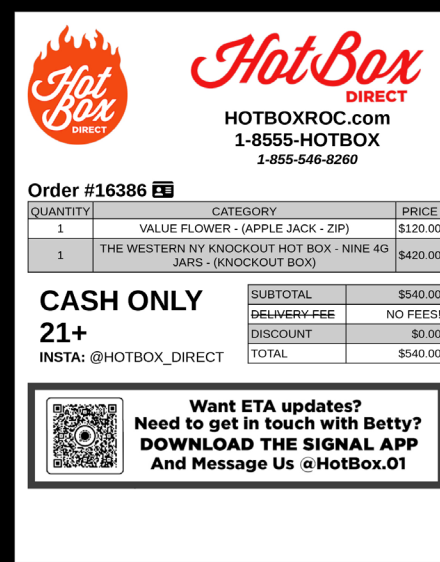 Hot
Box
DIRECT
HotBox
DIRECT
HOTBOXROC.com
1-8555-HOTBOX
1-855-546-8260
Order #16386
QUANTITY CATEGORY PRICE
1 VALUE FLOWER - (APPLE JACK - ZIP) $120.00
1 THE WESTERN NY KNOCKOUT HOT BOX - NINE 4G JARS - (KNOCKOUT BOX) $420.00
CASH ONLY
21+
INSTA: @HOTBOX_DIRECT
SUBTOTAL $540.00
DELIVERY FEE NO FEES!
DISCOUNT $0.00
TOTAL $540.00
Want ETA updates?
Need to get in touch with Betty?
DOWNLOAD THE SIGNAL APP
And Message Us @HotBox.01